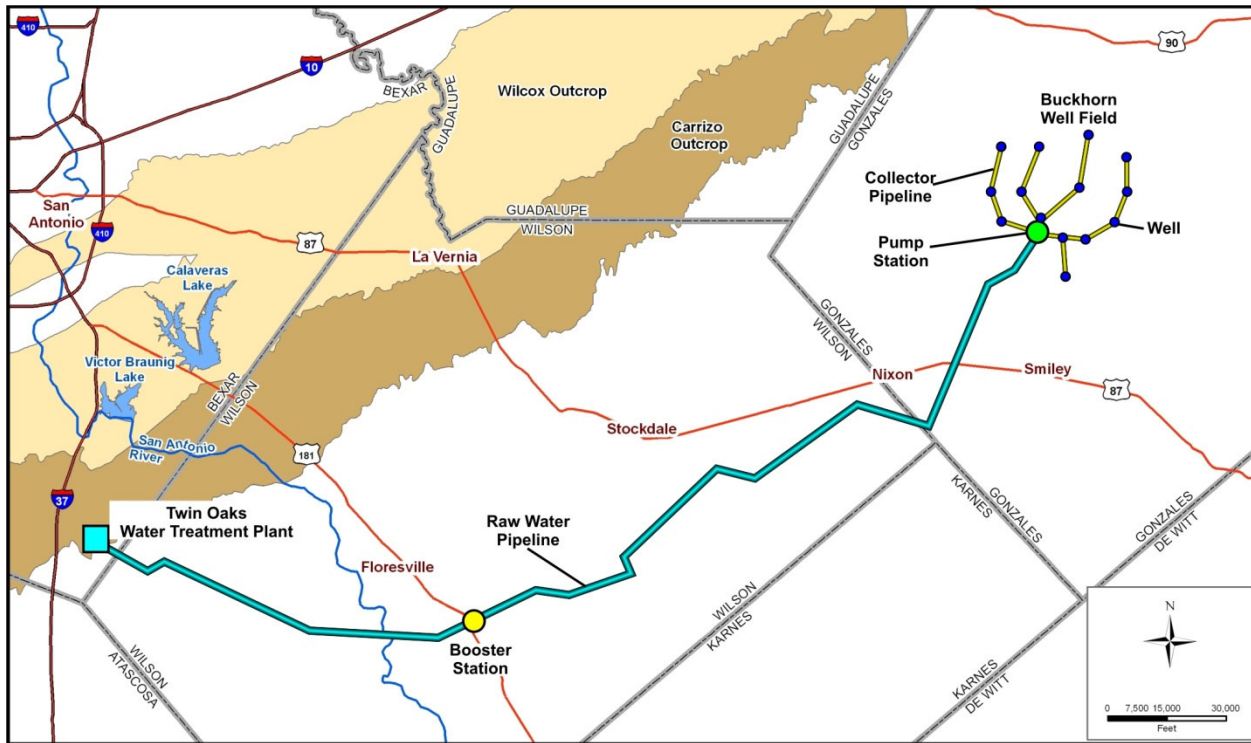 410
10
90
BEXAR
GUADALUPE
Wilcox Outcrop
Carrizo
Outcrop
GUADALUPE
GONZALES
Buckhorn
Well Field
Collector
Pipeline
Well
Pump
Station
San
Antonio
410
87
GUADALUPE
WILSON
La Vernia
Calaveras
Lake
Victor Braunig
Lake
BEXAR
WILSON
GONZALES
WILSON
Nixon
Smiley
87
Stockdale
San Antonio
River
181
37
Twin Oaks
Water Treatment Plant
Raw Water
Pipeline
Floresville
Booster
Station
GONZALES
KARNES
GONZALES
DE WITT
WILSON
KARNES
WILSON
ATASCOSA
KARNES
DE WITT
N
0 7,500 15,000 30,000
Feet